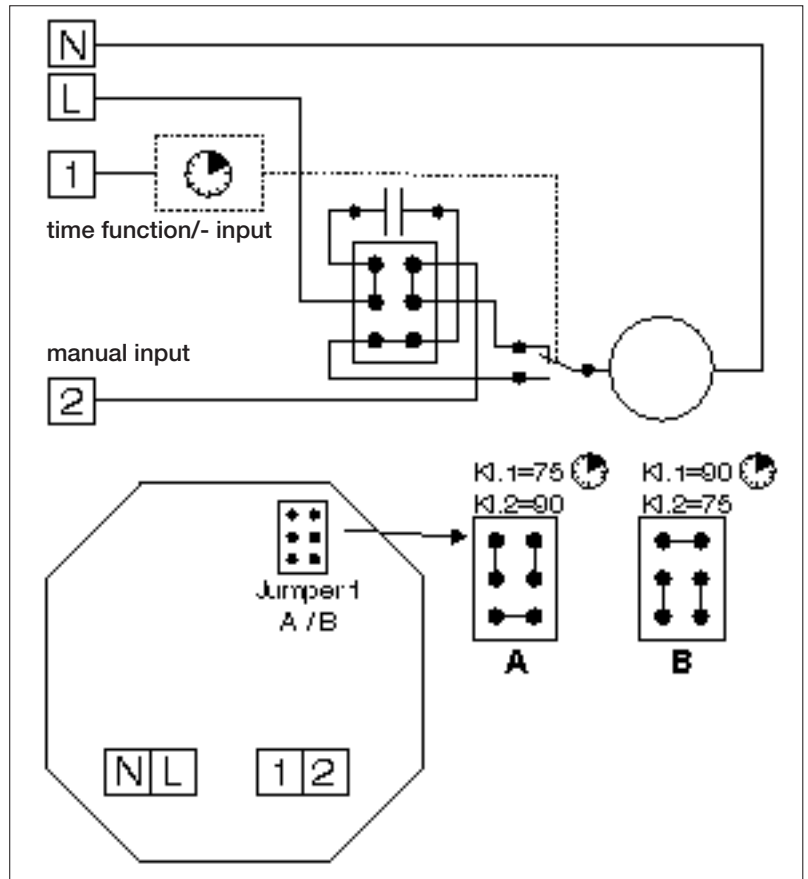 N
L
1
time function/- input
manual input
2
Kl.1=75
Kl.2=90
Kl.1=90
Kl.2=75
Jumper 1
A / B
A
B
N L
1 2